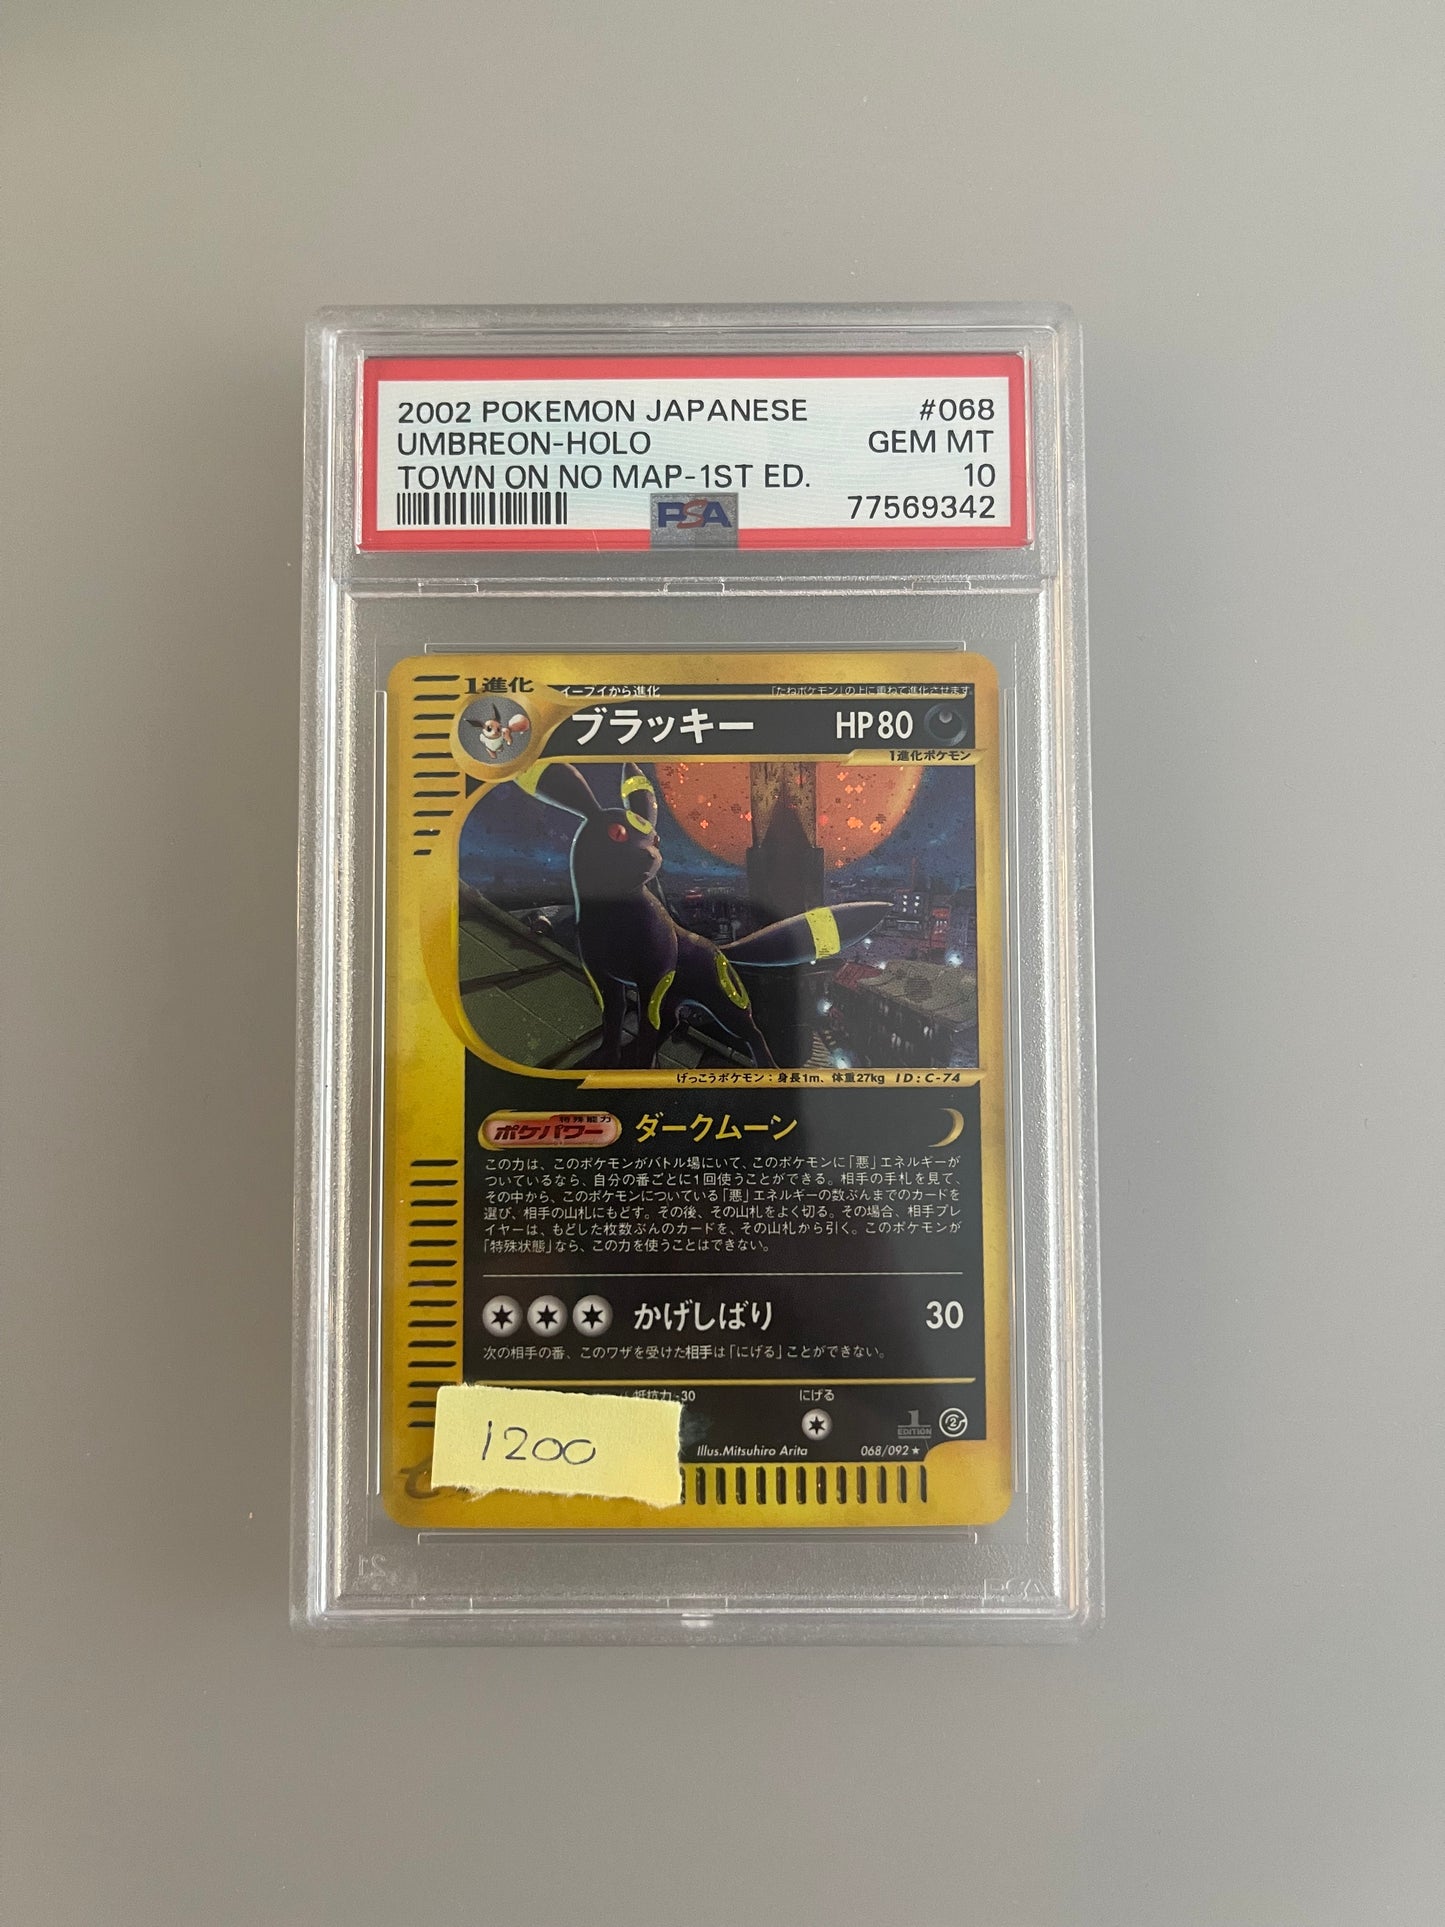 2002 POKEMON JAPANESE #068
UMBREON-HOLO GEM MT
TOWN ON NO MAP-1ST ED. 10
PSA 77569342
1進化
イーブイから進化 「たねポケモン」の上に重ねて進化させます
ブラッキー HP80
1進化ポケモン
げっこうポケモン:身長1m、体重27kg ID:C-74
特殊能力
ポケパワー ダークムーン
この力は、このポケモンがバトル場にいて、このポケモンに「悪」エネルギーが
ついているなら、自分の番ごとに1回使うことができる。相手の手札を見て、
その中から、このポケモンについている「悪」エネルギーの数ぶんまでのカードを
選び、相手の山札にもどす。その後、その山札をよく切る。その場合、相手プレ
イヤーは、もどした枚数ぶんのカードを、その山札から引く。このポケモンが
「特殊状態」なら、この力を使うことはできない。
かげしばり 30
次の相手の番、このワザを受けた相手は「にげる」ことができない。
抵抗力 -30 にげる
1200
1
EDITION
Illus.Mitsuhiro Arita 068/092★
PSA